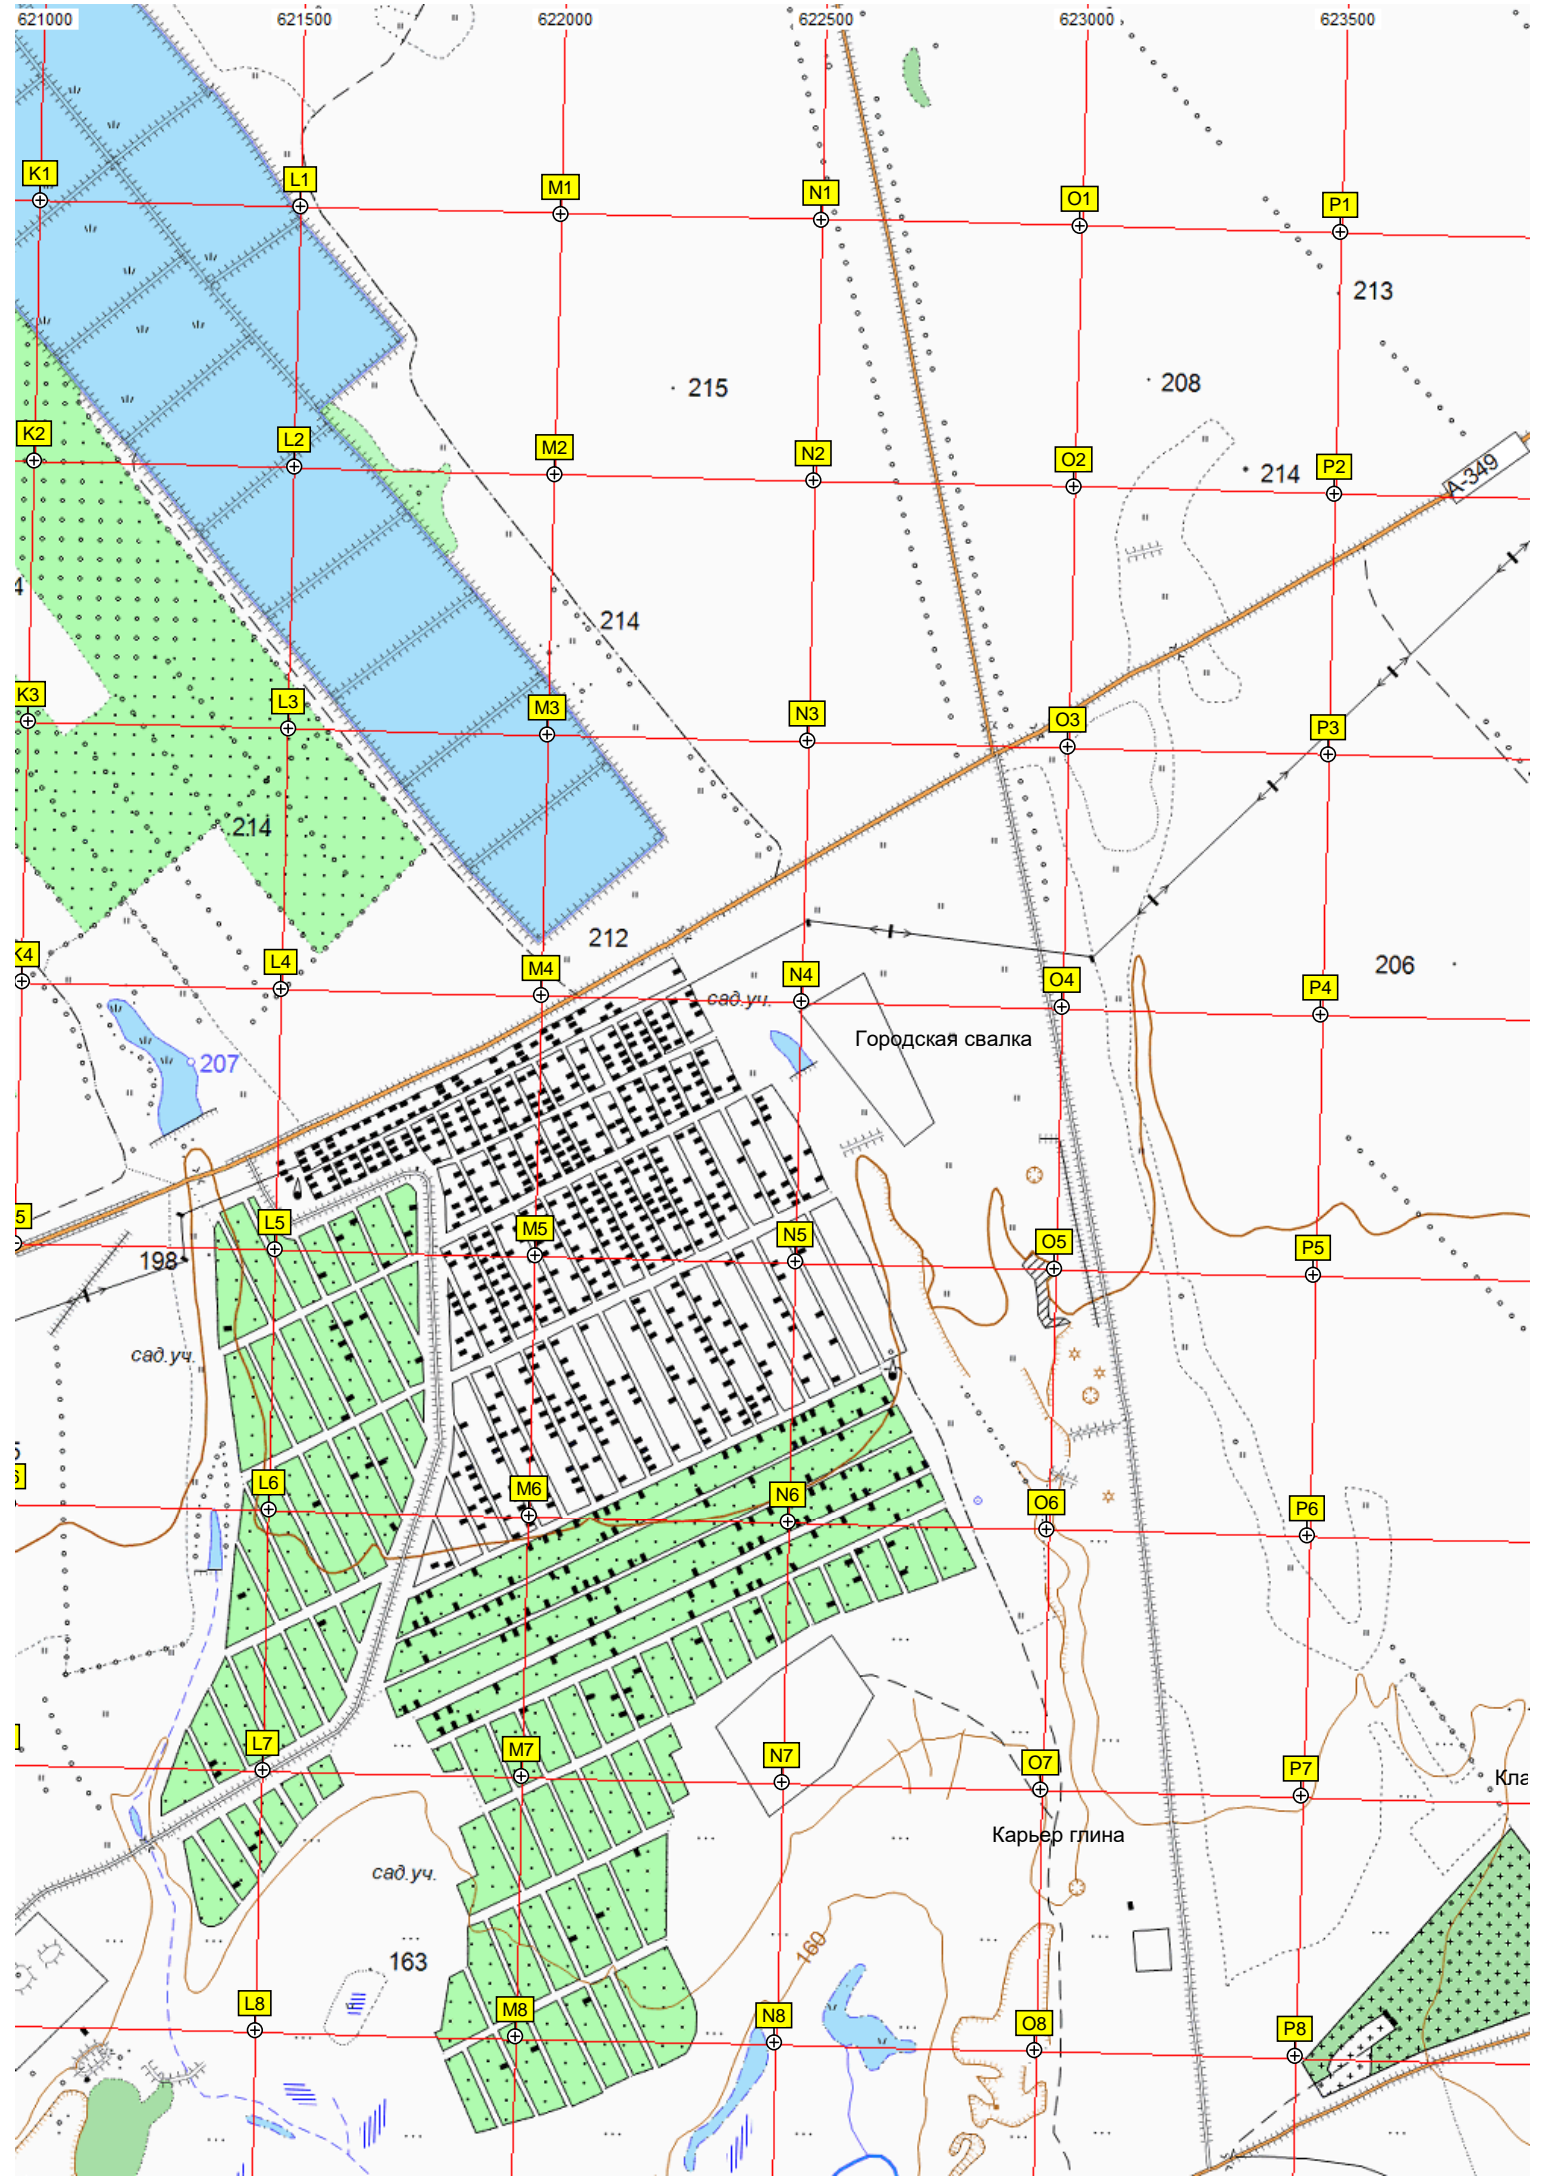 621000 621500 622000 622500 623000 623500
K1 L1 M1 N1 O1 P1
213
215 208
K2 L2 M2 N2 O2 P2
214
A-349
4
214
K3 L3 M3 N3 O3 P3
214
212
K4 L4 M4 N4 O4 P4
206
сад.уч.
Городская свалка
207
5 L5 M5 N5 O5 P5
198
сад.уч.
L6 M6 N6 O6 P6
L7 M7 N7 O7 P7
Кла
Карьер глина
сад.уч.
160
163
L8 M8 N8 O8 P8